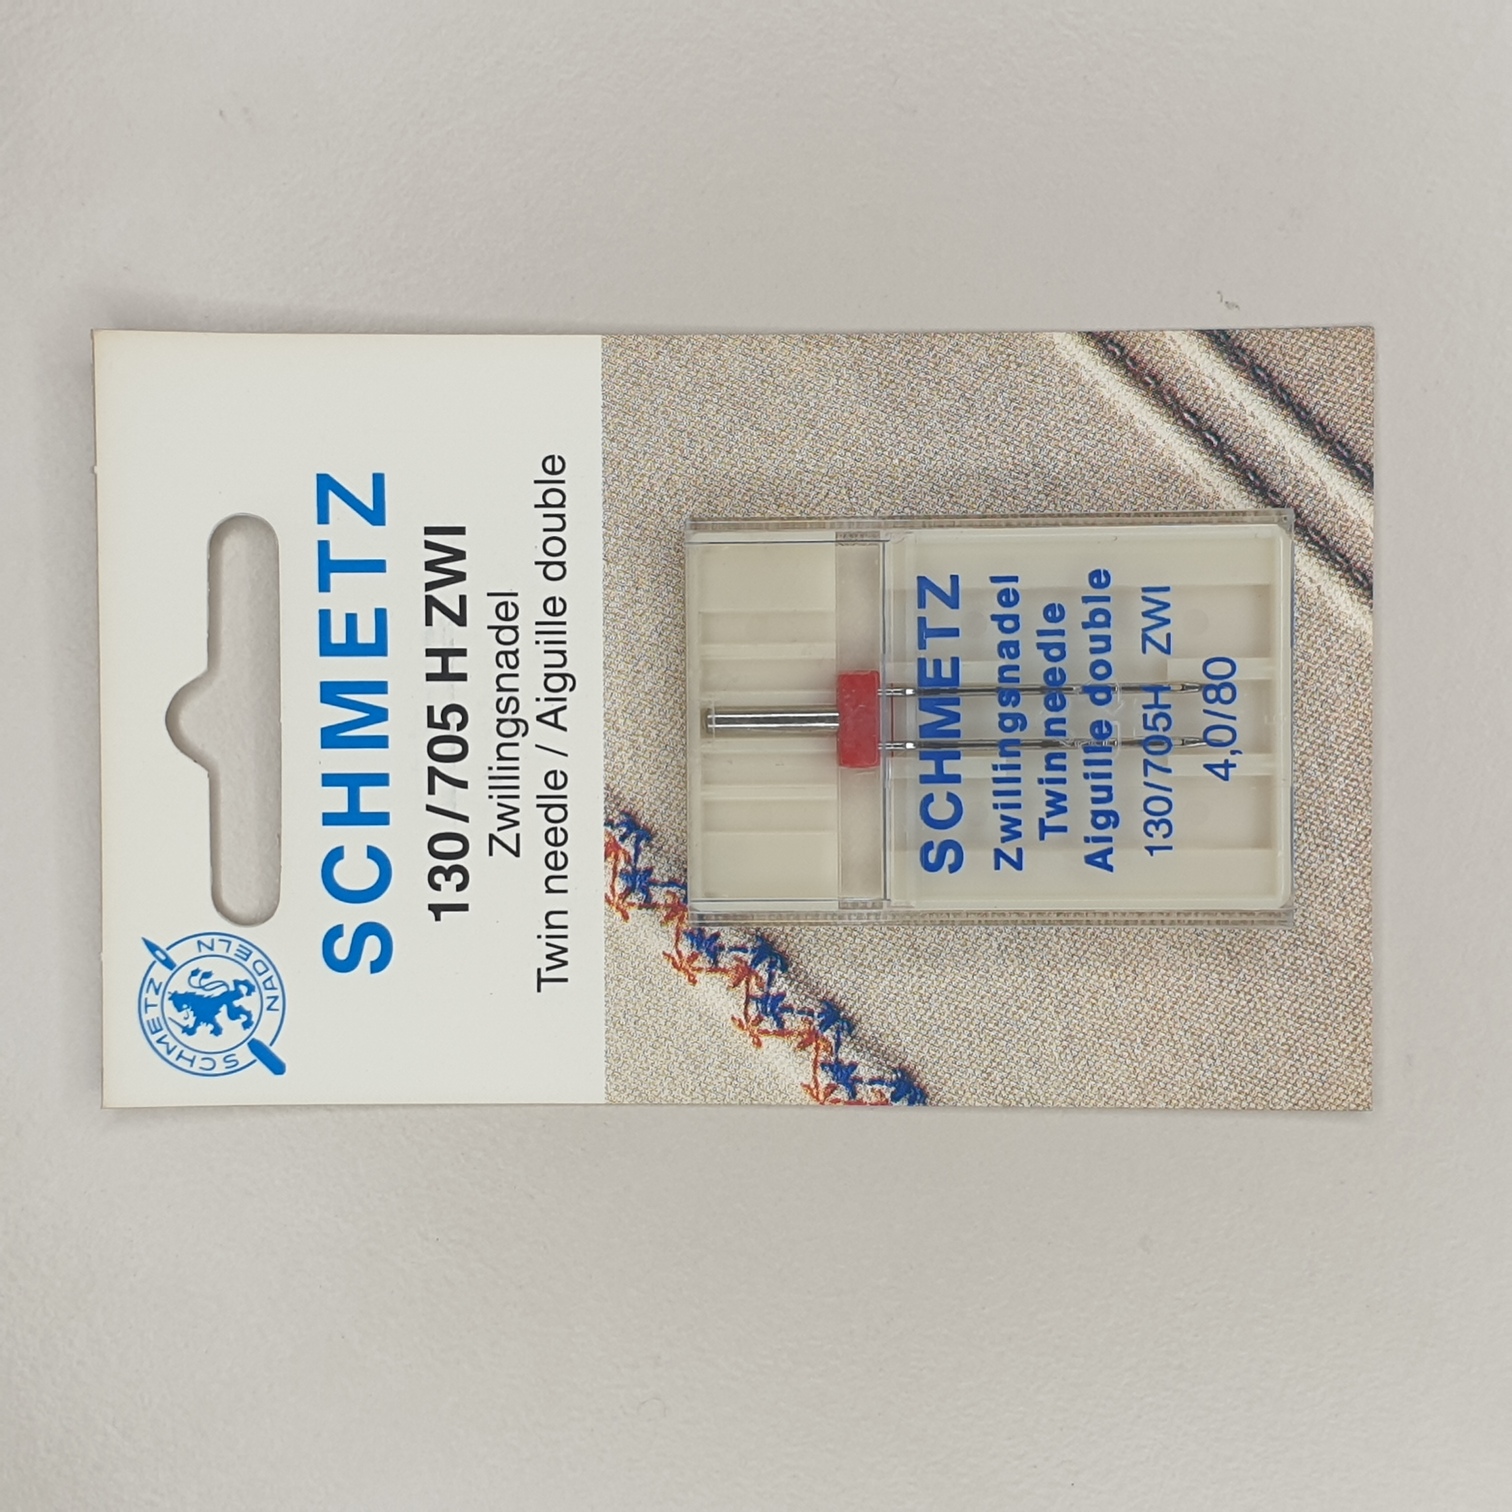 SCHMETZ NADELN
SCHMETZ
130/705 H ZWI
Zwillingsnadel
Twin needle / Aiguille double
SCHMETZ
Zwillingsnadel
Twin needle
Aiguille double
130/705H ZWI
4,0/80